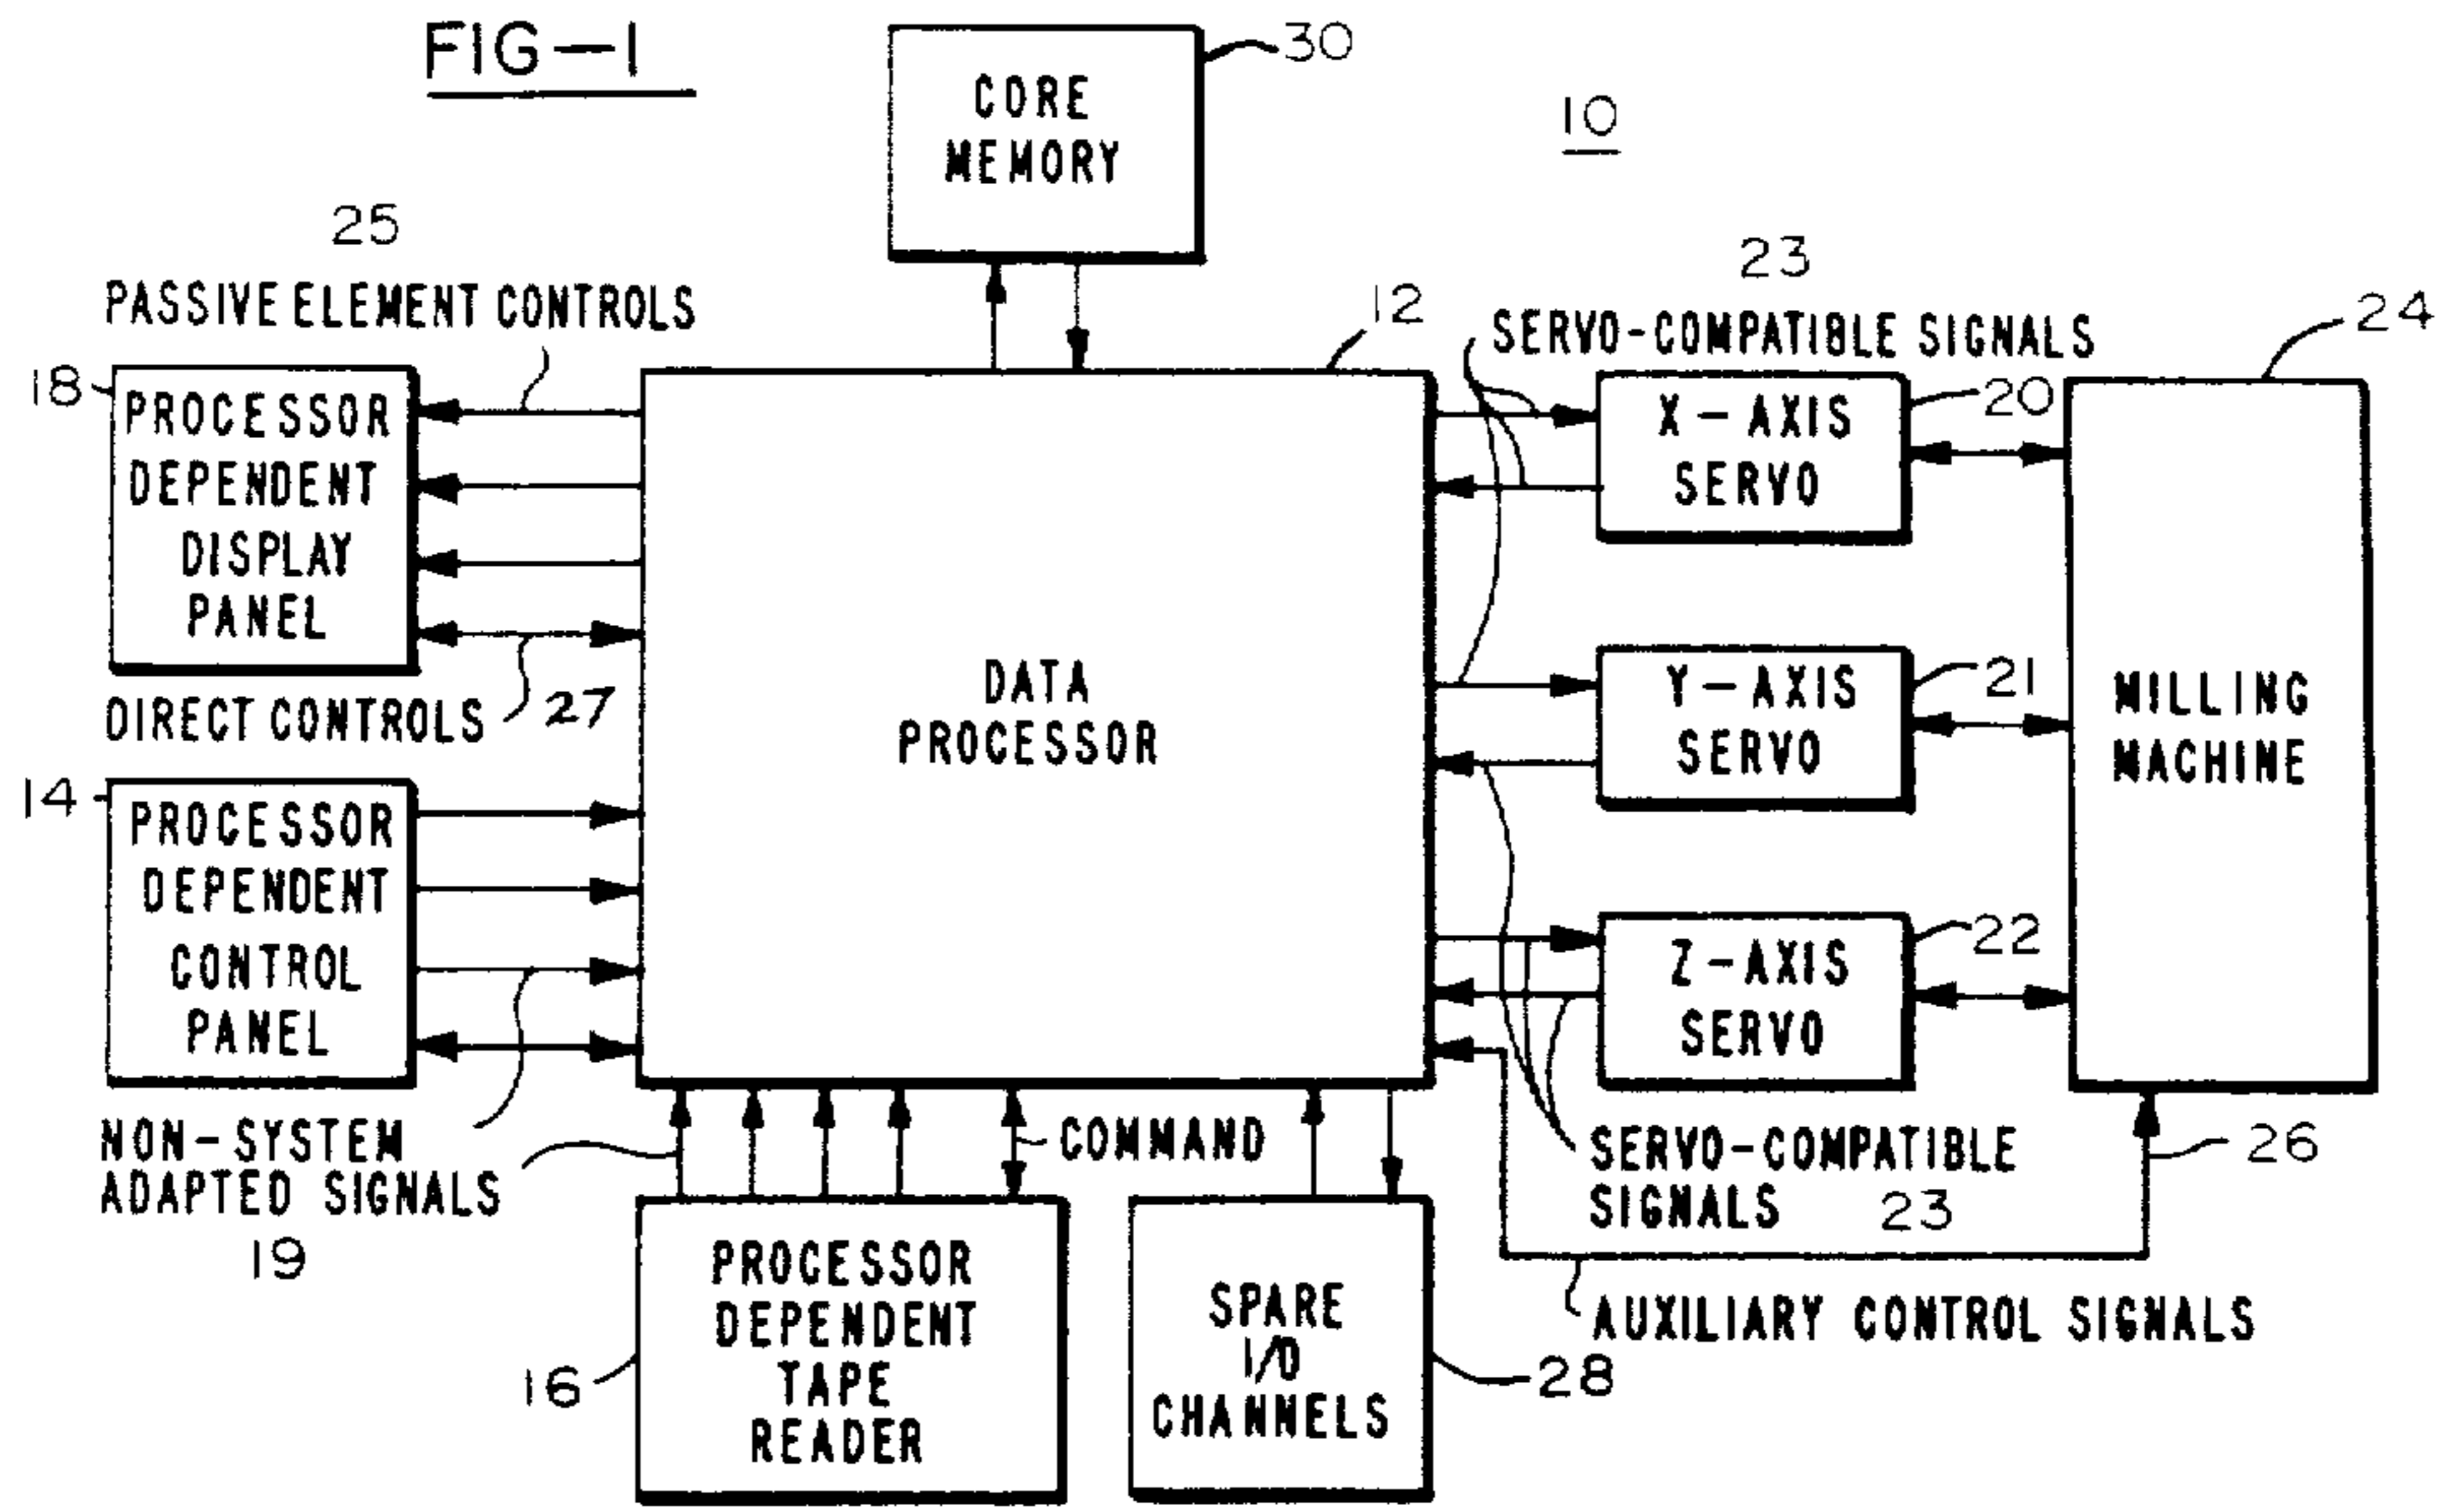 FIG-1
30
CORE
MEMORY
10
25
PASSIVE ELEMENT CONTROLS
12
23
SERVO-COMPATIBLE SIGNALS
24
18
PROCESSOR
DEPENDENT
DISPLAY
PANEL
X-AXIS
SERVO
20
DIRECT CONTROLS
27
DATA
PROCESSOR
Y-AXIS
SERVO
21
MILLING
MACHINE
14
PROCESSOR
DEPENDENT
CONTROL
PANEL
Z-AXIS
SERVO
22
NON-SYSTEM
ADAPTED SIGNALS
19
COMMAND
SERVO-COMPATIBLE
SIGNALS 23
26
PROCESSOR
DEPENDENT
TAPE
READER
16
SPARE
I/O
CHANNELS
28
AUXILIARY CONTROL SIGNALS